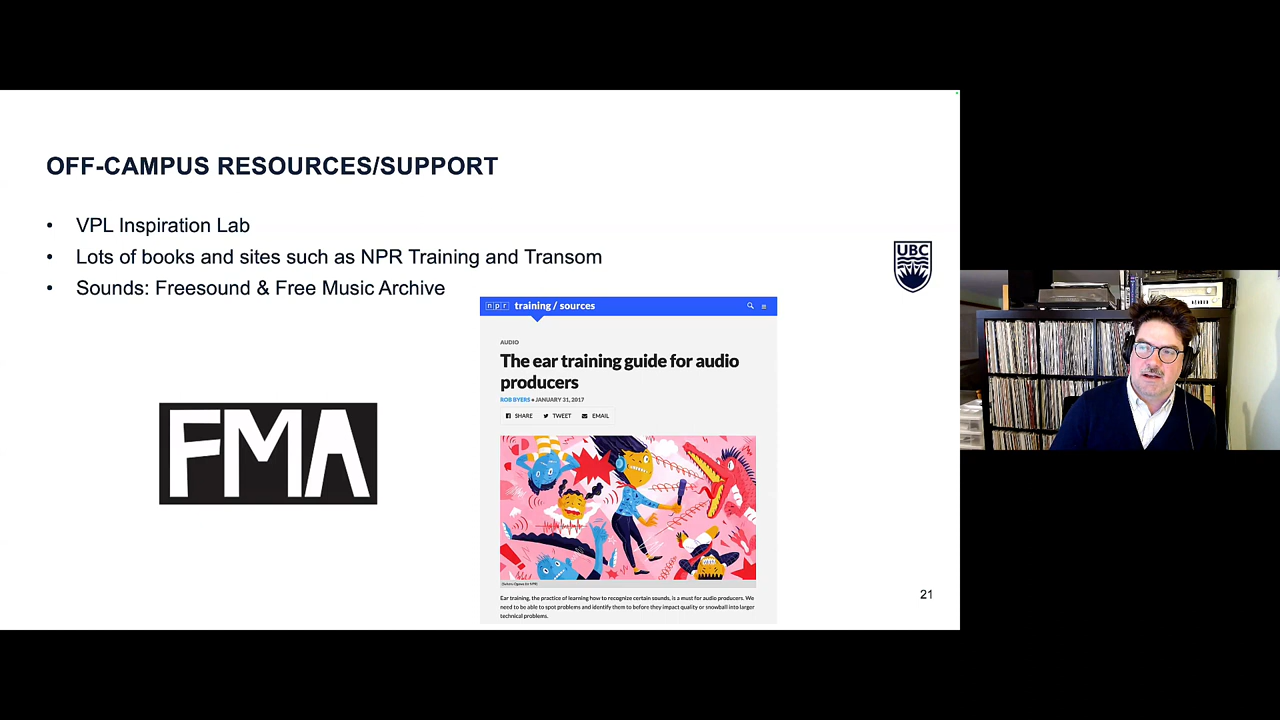 OFF-CAMPUS RESOURCES/SUPPORT
• VPL Inspiration Lab
• Lots of books and sites such as NPR Training and Transom
• Sounds: Freesound & Free Music Archive
UBC
npr training / sources
AUDIO
The ear training guide for audio
producers
ROB BYERS • JANUARY 31, 2017
SHARE TWEET EMAIL
FMA
Ear training, the practice of learning how to recognize certain sounds, is a must for audio producers. We
need to be able to spot problems and identify them to before they impact quality or snowball into larger
technical problems.
21